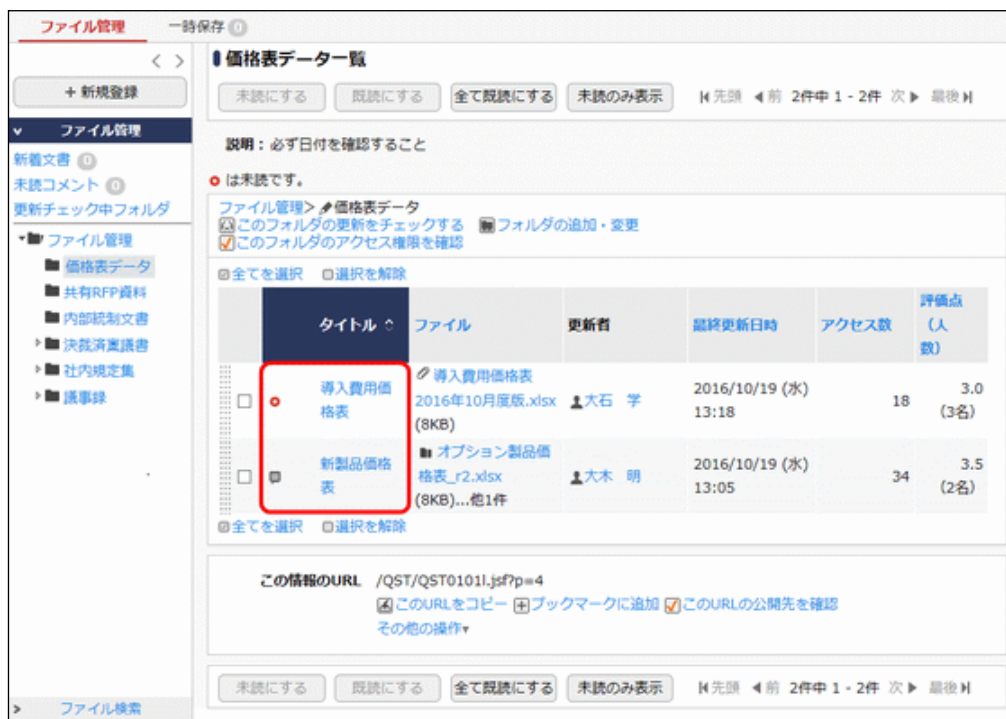 ファイル管理
一時保存 0
+ 新規登録
ファイル管理
新着文書 0
未読コメント 0
更新チェック中フォルダ
ファイル管理
価格表データ
共有RFP資料
内部統制文書
決裁済稟議書
社内規定集
議事録
ファイル検索
価格表データ一覧
未読にする 既読にする 全て既読にする 未読のみ表示 先頭 前 2件中 1 - 2件 次 最後
説明：必ず日付を確認すること
は未読です。
ファイル管理> 価格表データ
このフォルダの更新をチェックする フォルダの追加・変更
このフォルダのアクセス権限を確認
全てを選択 選択を解除
タイトル ファイル 更新者 最終更新日時 アクセス数 評価点（人数）
導入費用価格表 導入費用価格表2016年10月度版.xlsx (8KB) 大石 学 2016/10/19 (水) 13:18 18 3.0 (3名)
新製品価格表 オプション製品価格表_r2.xlsx (8KB)...他1件 大木 明 2016/10/19 (水) 13:05 34 3.5 (2名)
全てを選択 選択を解除
この情報のURL /QST/QST0101l.jsf?p=4
このURLをコピー ブックマークに追加 このURLの公開先を確認
その他の操作▾
未読にする 既読にする 全て既読にする 未読のみ表示 先頭 前 2件中 1 - 2件 次 最後